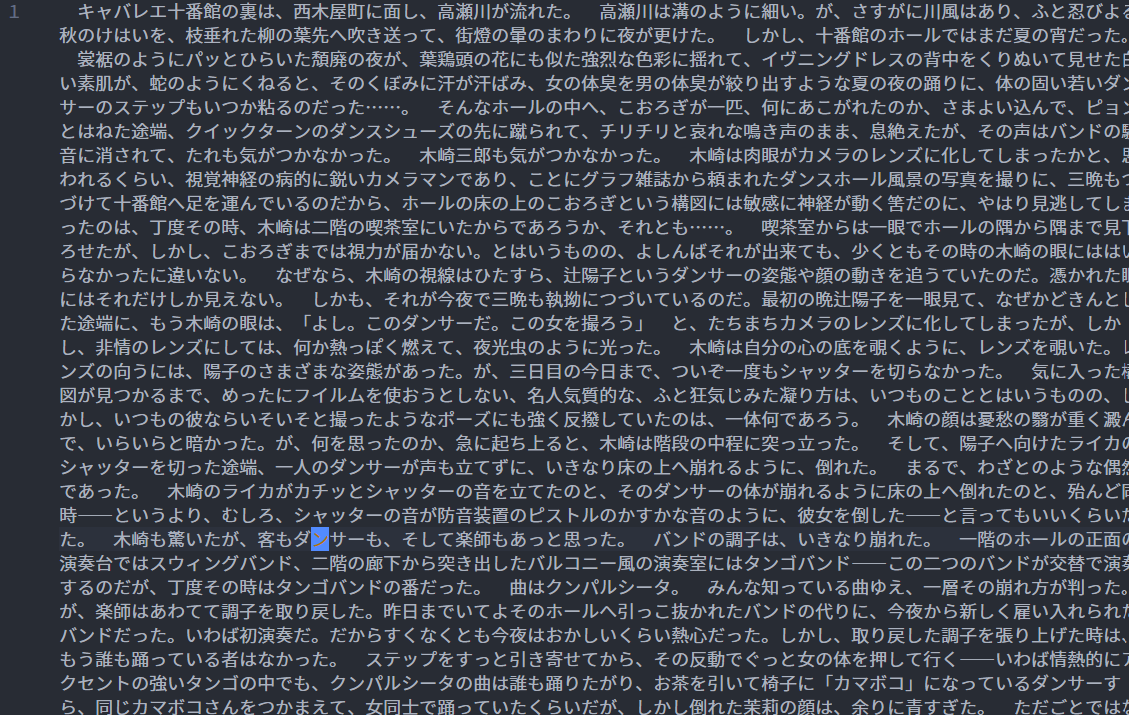 1 キャバレエ十番館の裏は、西木屋町に面し、高瀬川が流れた。　高瀬川は溝のように細い。が、さすがに川風はあり、ふと忍びよる
秋のけはいを、枝垂れた柳の葉先へ吹き送って、街燈の暈のまわりに夜が更けた。　しかし、十番館のホールではまだ夏の宵だった。
裳裾のようにパッとひらいた頽廃の夜が、葉鶏頭の花にも似た強烈な色彩に揺れて、イヴニングドレスの背中をくりぬいて見せた白
い素肌が、蛇のようにくねると、そのくぼみに汗が汗ばみ、女の体臭を男の体臭が絞り出すような夏の夜の踊りに、体の固い若いダン
サーのステップもいつか粘るのだった……。　そんなホールの中へ、こおろぎが一匹、何にあこがれたのか、さまよい込んで、ピョン
とはねた途端、クイックターンのダンスシューズの先に蹴られて、チリチリと哀れな鳴き声のまま、息絶えたが、その声はバンドの騒
音に消されて、たれも気がつかなかった。　木崎三郎も気がつかなかった。　木崎は肉眼がカメラのレンズに化してしまったかと、思
われるくらい、視覚神経の病的に鋭いカメラマンであり、ことにグラフ雑誌から頼まれたダンスホール風景の写真を撮りに、三晩もつ
づけて十番館へ足を運んでいるのだから、ホールの床の上のこおろぎという構図には敏感に神経が動く筈だのに、やはり見逃してしま
ったのは、丁度その時、木崎は二階の喫茶室にいたからであろうか、それとも……。　喫茶室からは一眼でホールの隅から隅まで見下
ろせたが、しかし、こおろぎまでは視力が届かない。とはいうものの、よしんばそれが出来ても、少くともその時の木崎の眼にははい
らなかったに違いない。　なぜなら、木崎の視線はひたすら、辻陽子というダンサーの姿態や顔の動きを追うていたのだ。憑かれた眼
にはそれだけしか見えない。　しかも、それが今夜で三晩も執拗につづいているのだ。最初の晩辻陽子を一眼見て、なぜかどきんとし
た途端に、もう木崎の眼は、「よし。このダンサーだ。この女を撮ろう」　と、たちまちカメラのレンズに化してしまったが、しか
し、非情のレンズにしては、何か熱っぽく燃えて、夜光虫のように光った。　木崎は自分の心の底を覗くように、レンズを覗いた。レ
ンズの向うには、陽子のさまざまな姿態があった。が、三日目の今日まで、ついぞ一度もシャッターを切らなかった。　気に入った構
図が見つかるまで、めったにフイルムを使おうとしない、名人気質的な、ふと狂気じみた凝り方は、いつものこととはいうものの、し
かし、いつもの彼ならいそいそと撮ったようなポーズにも強く反撥していたのは、一体何であろう。　木崎の顔は憂愁の翳が重く澱ん
で、いらいらと暗かった。が、何を思ったのか、急に起ち上ると、木崎は階段の中程に突っ立った。　そして、陽子へ向けたライカの
シャッターを切った途端、一人のダンサーが声も立てずに、いきなり床の上へ崩れるように、倒れた。　まるで、わざとのような偶然
であった。　木崎のライカがカチッとシャッターの音を立てたのと、そのダンサーの体が崩れるように床の上へ倒れたのと、殆んど同
時――というより、むしろ、シャッターの音が防音装置のピストルのかすかな音のように、彼女を倒した――と言ってもいいくらいだ
た。　木崎も驚いたが、客もダンサーも、そして楽師もあっと思った。　バンドの調子は、いきなり崩れた。　一階のホールの正面の
演奏台ではスウィングバンド、二階の廊下から突き出したバルコニー風の演奏室にはタンゴバンド――この二つのバンドが交替で演奏
するのだが、丁度その時はタンゴバンドの番だった。　曲はクンパルシータ。　みんな知っている曲ゆえ、一層その崩れ方が判った。
が、楽師はあわてて調子を取り戻した。昨日までいてよそのホールへ引っこ抜かれたバンドの代りに、今夜から新しく雇い入れられた
バンドだった。いわば初演奏だ。だからすくなくとも今夜はおかしいくらい熱心だった。しかし、取り戻した調子を張り上げた時は、
もう誰も踊っている者はなかった。　ステップをすっと引き寄せてから、その反動でぐっと女の体を押して行く――いわば情熱的にア
クセントの強いタンゴの中でも、クンパルシータの曲は誰も踊りたがり、お茶を引いて椅子に「カマボコ」になっているダンサーす
ら、同じカマボコさんをつかまえて、女同士で踊っていたくらいだが、しかし倒れた茉莉の顔は、余りに青すぎた。　ただごとではな